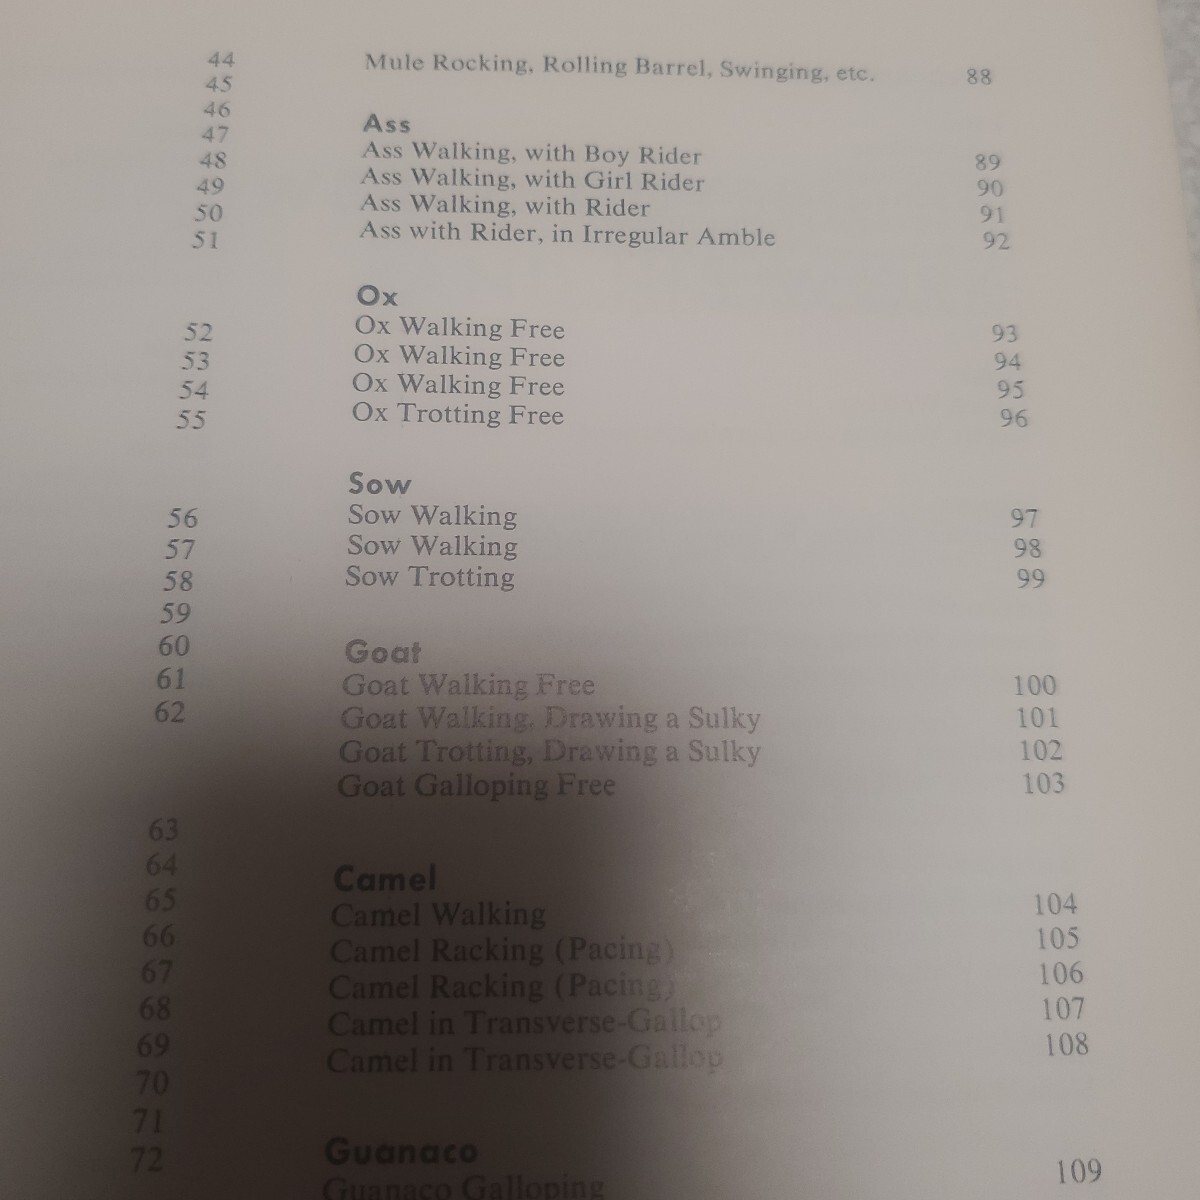 44
45
46
47
48
49
50
51
52
53
54
55
56
57
58
59
60
61
62
63
64
65
66
67
68
69
70
71
72
Mule Rocking, Rolling Barrel, Swinging, etc. 88
Ass
Ass Walking, with Boy Rider 89
Ass Walking, with Girl Rider 90
Ass Walking, with Rider 91
Ass with Rider, in Irregular Amble 92
Ox
Ox Walking Free 93
Ox Walking Free 94
Ox Walking Free 95
Ox Trotting Free 96
Sow
Sow Walking 97
Sow Walking 98
Sow Trotting 99
Goat
Goat Walking Free 100
Goat Walking, Drawing a Sulky 101
Goat Trotting, Drawing a Sulky 102
Goat Galloping Free 103
Camel
Camel Walking 104
Camel Racking (Pacing) 105
Camel Racking (Pacing) 106
Camel in Transverse-Gallop 107
Camel in Transverse-Gallop 108
Guanaco
Guanaco Galloping 109